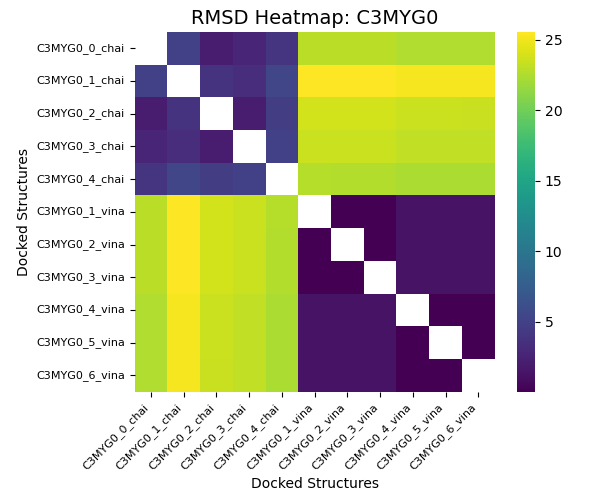 RMSD Heatmap: C3MYG0
Docked Structures
C3MYG0_0_chai
C3MYG0_1_chai
C3MYG0_2_chai
C3MYG0_3_chai
C3MYG0_4_chai
C3MYG0_1_vina
C3MYG0_2_vina
C3MYG0_3_vina
C3MYG0_4_vina
C3MYG0_5_vina
C3MYG0_6_vina
25
20
15
10
5
C3MYG0_0_chai
C3MYG0_1_chai
C3MYG0_2_chai
C3MYG0_3_chai
C3MYG0_4_chai
C3MYG0_1_vina
C3MYG0_2_vina
C3MYG0_3_vina
C3MYG0_4_vina
C3MYG0_5_vina
C3MYG0_6_vina
Docked Structures